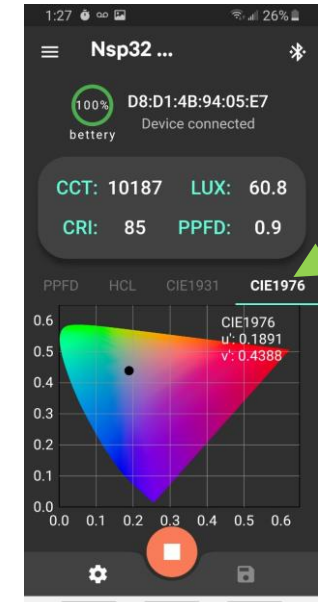 1:27 26%
Nsp32 ...
100%
bettery
D8:D1:4B:94:05:E7
Device connected
CCT: 10187 LUX: 60.8
CRI: 85 PPFD: 0.9
PPFD HCL CIE1931 CIE1976
CIE1976
u': 0.1891
v': 0.4388
0.6
0.5
0.4
0.3
0.2
0.1
0.0
0.0 0.1 0.2 0.3 0.4 0.5 0.6